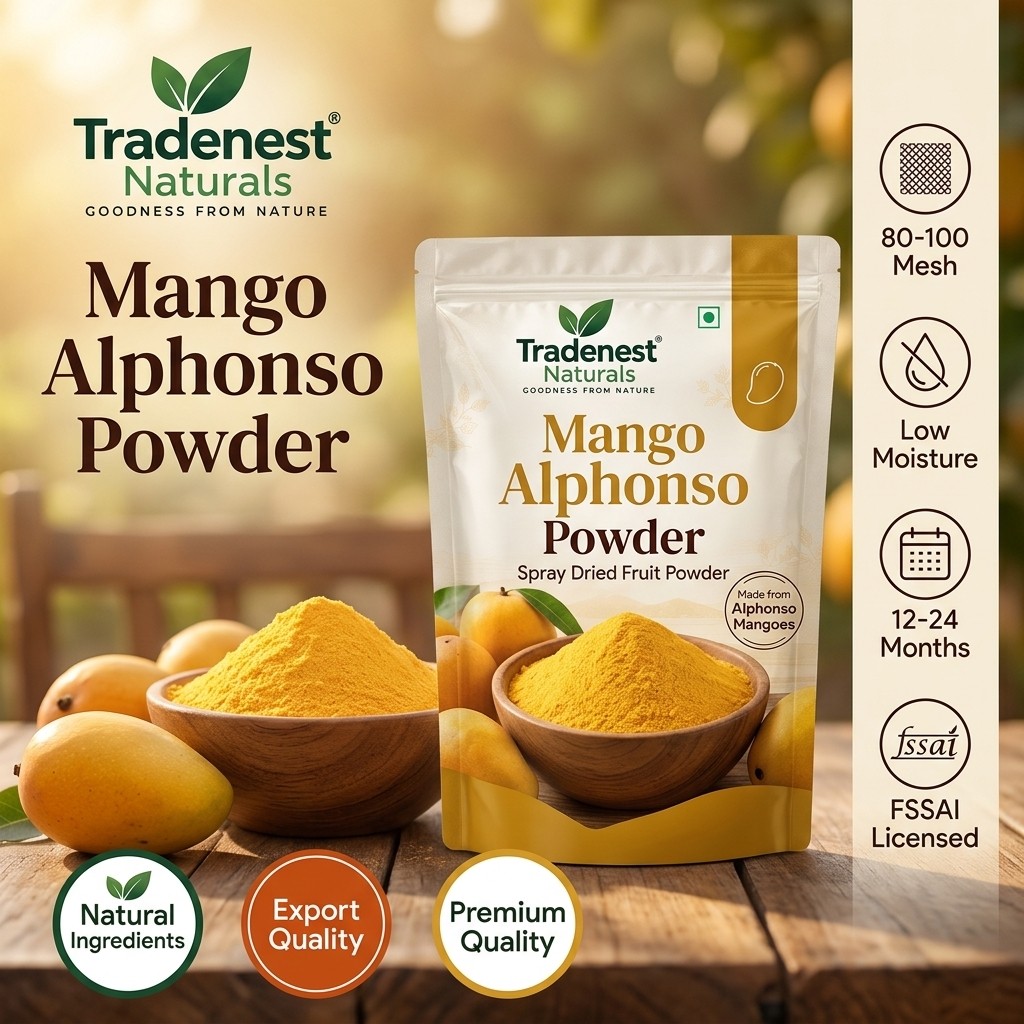 Tradenest®
Naturals
GOODNESS FROM NATURE
Mango
Alphonso
Powder
Tradenest®
Naturals
GOODNESS FROM NATURE
Mango
Alphonso
Powder
Spray Dried Fruit Powder
Made from
Alphonso
Mangoes
80-100
Mesh
Low
Moisture
12-24
Months
fssai
FSSAI
Licensed
Natural
Ingredients
Export
Quality
Premium
Quality